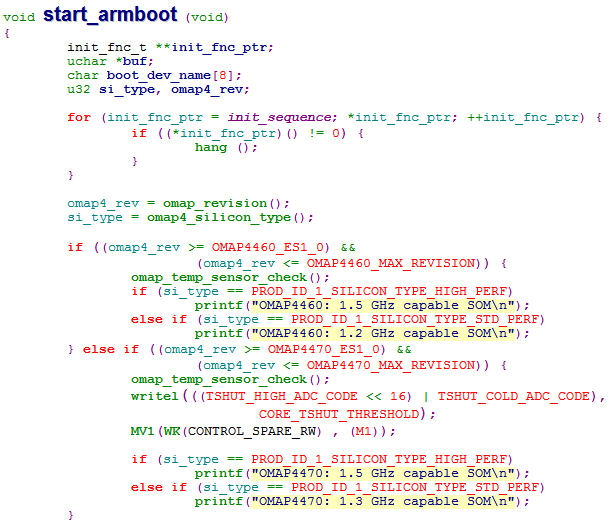 void start_armboot (void)
{
        init_fnc_t **init_fnc_ptr;
        uchar *buf;
        char boot_dev_name[8];
        u32 si_type, omap4_rev;

        for (init_fnc_ptr = init_sequence; *init_fnc_ptr; ++init_fnc_ptr) {
                if ((*init_fnc_ptr)() != 0) {
                        hang ();
                }
        }

        omap4_rev = omap_revision();
        si_type = omap4_silicon_type();

        if ((omap4_rev >= OMAP4460_ES1_0) &&
                        (omap4_rev <= OMAP4460_MAX_REVISION)) {
                omap_temp_sensor_check();
                if (si_type == PROD_ID_1_SILICON_TYPE_HIGH_PERF)
                        printf("OMAP4460: 1.5 GHz capable SOM\n");
                else if (si_type == PROD_ID_1_SILICON_TYPE_STD_PERF)
                        printf("OMAP4460: 1.2 GHz capable SOM\n");
        } else if ((omap4_rev >= OMAP4470_ES1_0) &&
                        (omap4_rev <= OMAP4470_MAX_REVISION)) {
                omap_temp_sensor_check();
                writel(((TSHUT_HIGH_ADC_CODE << 16) | TSHUT_COLD_ADC_CODE),
                                CORE_TSHUT_THRESHOLD);
                MV1(WK(CONTROL_SPARE_RW) , (M1));

                if (si_type == PROD_ID_1_SILICON_TYPE_HIGH_PERF)
                        printf("OMAP4470: 1.5 GHz capable SOM\n");
                else if (si_type == PROD_ID_1_SILICON_TYPE_STD_PERF)
                        printf("OMAP4470: 1.3 GHz capable SOM\n");
        }